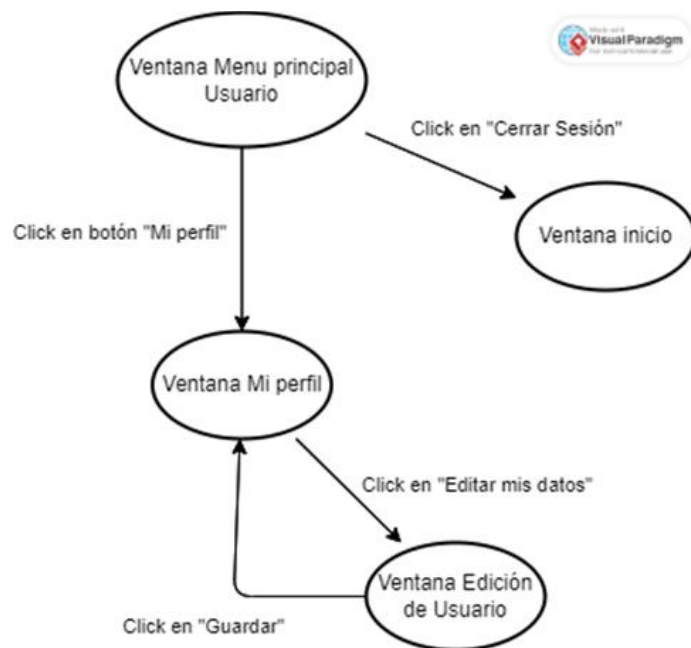 Visual Paradigm
Ventana Menu principal
Usuario
Click en "Cerrar Sesión"
Click en botón "Mi perfil"
Ventana inicio
Ventana Mi perfil
Click en "Editar mis datos"
Ventana Edición
de Usuario
Click en "Guardar"